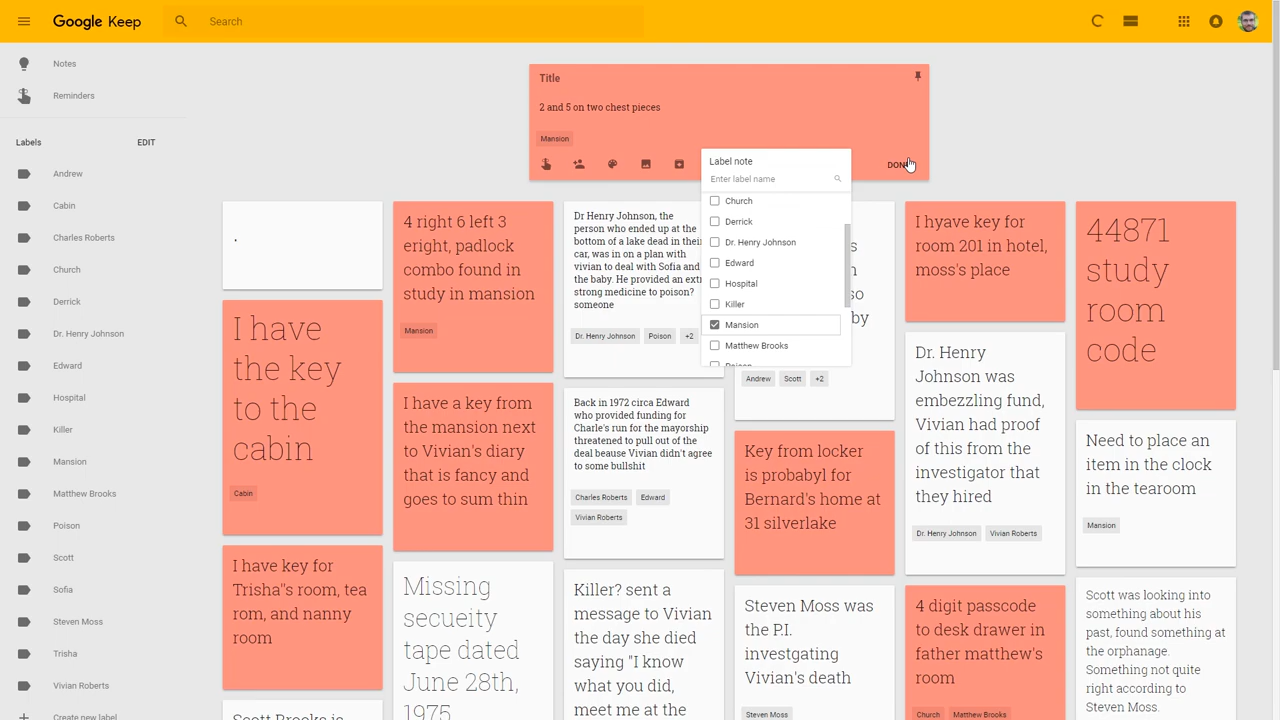 Google Keep
Search
Notes
Reminders
Labels
EDIT
Andrew
Cabin
Charles Roberts
Church
Derrick
Dr. Henry Johnson
Edward
Hospital
Killer
Mansion
Matthew Brooks
Poison
Scott
Sofia
Steven Moss
Trisha
Vivian Roberts
Create new label
Title
2 and 5 on two chest pieces
Mansion
DONE
Label note
Enter label name
Church
Derrick
Dr. Henry Johnson
Edward
Hospital
Killer
Mansion
Matthew Brooks
Poison
.
I have
the key
to the
cabin
Cabin
I have key for
Trisha"s room, tea
rom, and nanny
room
Scott Brooks is
4 right 6 left 3
eright, padlock
combo found in
study in mansion
Mansion
I have a key from
the mansion next
to Vivian's diary
that is fancy and
goes to sum thin
Missing
secueity
tape dated
June 28th,
1975
Dr Henry Johnson, the
person who ended up at the
bottom of a lake dead in their
car, was in on a plan with
vivian to deal with Sofia and
the baby. He provided an ext
strong medicine to poison?
someone
Dr. Henry Johnson
Poison
+2
Back in 1972 circa Edward
who provided funding for
Charle's run for the mayorship
threatened to pull out of the
deal beause Vivian didn't agree
to some bullshit
Charles Roberts
Edward
Vivian Roberts
Killer? sent a
message to Vivian
the day she died
saying "I know
what you did,
meet me at the
Andrew
Scott
+2
Key from locker
is probabyl for
Bernard's home at
31 silverlake
Steven Moss was
the P.I.
investgating
Vivian's death
Steven Moss
I hyave key for
room 201 in hotel,
moss's place
Dr. Henry
Johnson was
embezzling fund,
Vivian had proof
of this from the
investigator that
they hired
Dr. Henry Johnson
Vivian Roberts
4 digit passcode
to desk drawer in
father matthew's
room
Church
Matthew Brooks
44871
study
room
code
Need to place an
item in the clock
in the tearoom
Mansion
Scott was looking into
something about his
past, found something at
the orphanage.
Something not quite
right according to
Steven Moss.